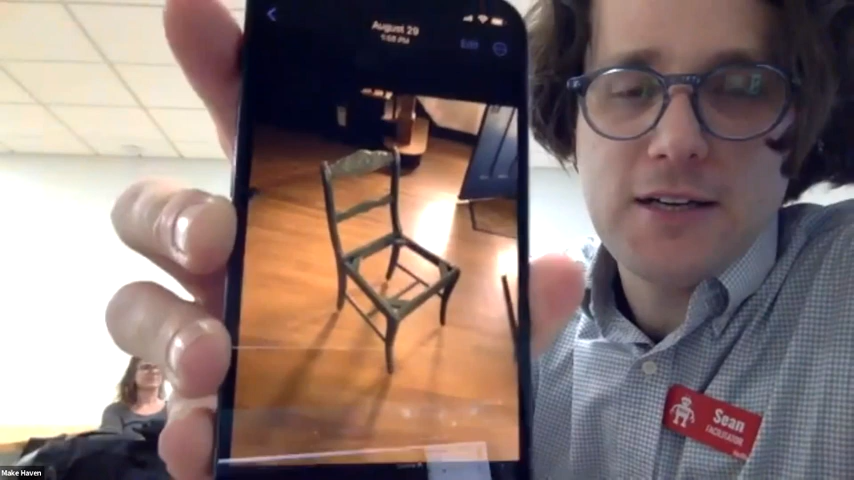 August 29
Edit
Sean
FACILITATOR
Make Haven